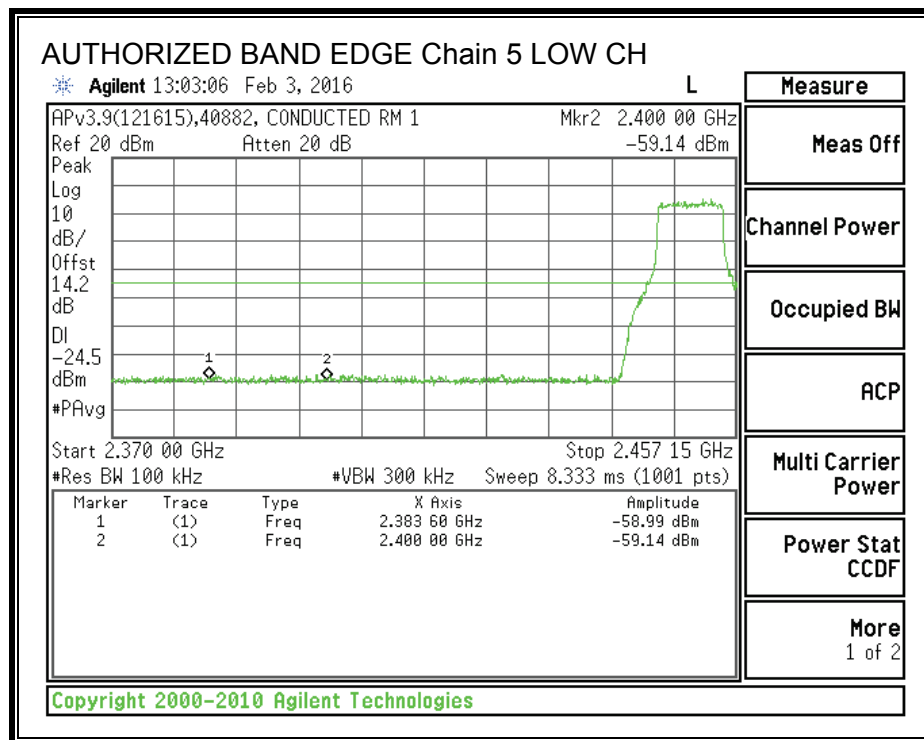 AUTHORIZED BAND EDGE Chain 5 LOW CH
Agilent 13:03:06 Feb 3, 2016 L
APv3.9(121615),40882, CONDUCTED RM 1 Mkr2 2.400 00 GHz
Ref 20 dBm Atten 20 dB -59.14 dBm
Peak
Log
10
dB/
Offst
14.2
dB
DI
-24.5
dBm
#PAvg
1 2
Start 2.370 00 GHz Stop 2.457 15 GHz
#Res BW 100 kHz #VBW 300 kHz Sweep 8.333 ms (1001 pts)
Marker Trace Type X Axis Amplitude
1 (1) Freq 2.383 60 GHz -58.99 dBm
2 (1) Freq 2.400 00 GHz -59.14 dBm
Measure
Meas Off
Channel Power
Occupied BW
ACP
Multi Carrier
Power
Power Stat
CCDF
More
1 of 2
Copyright 2000-2010 Agilent Technologies